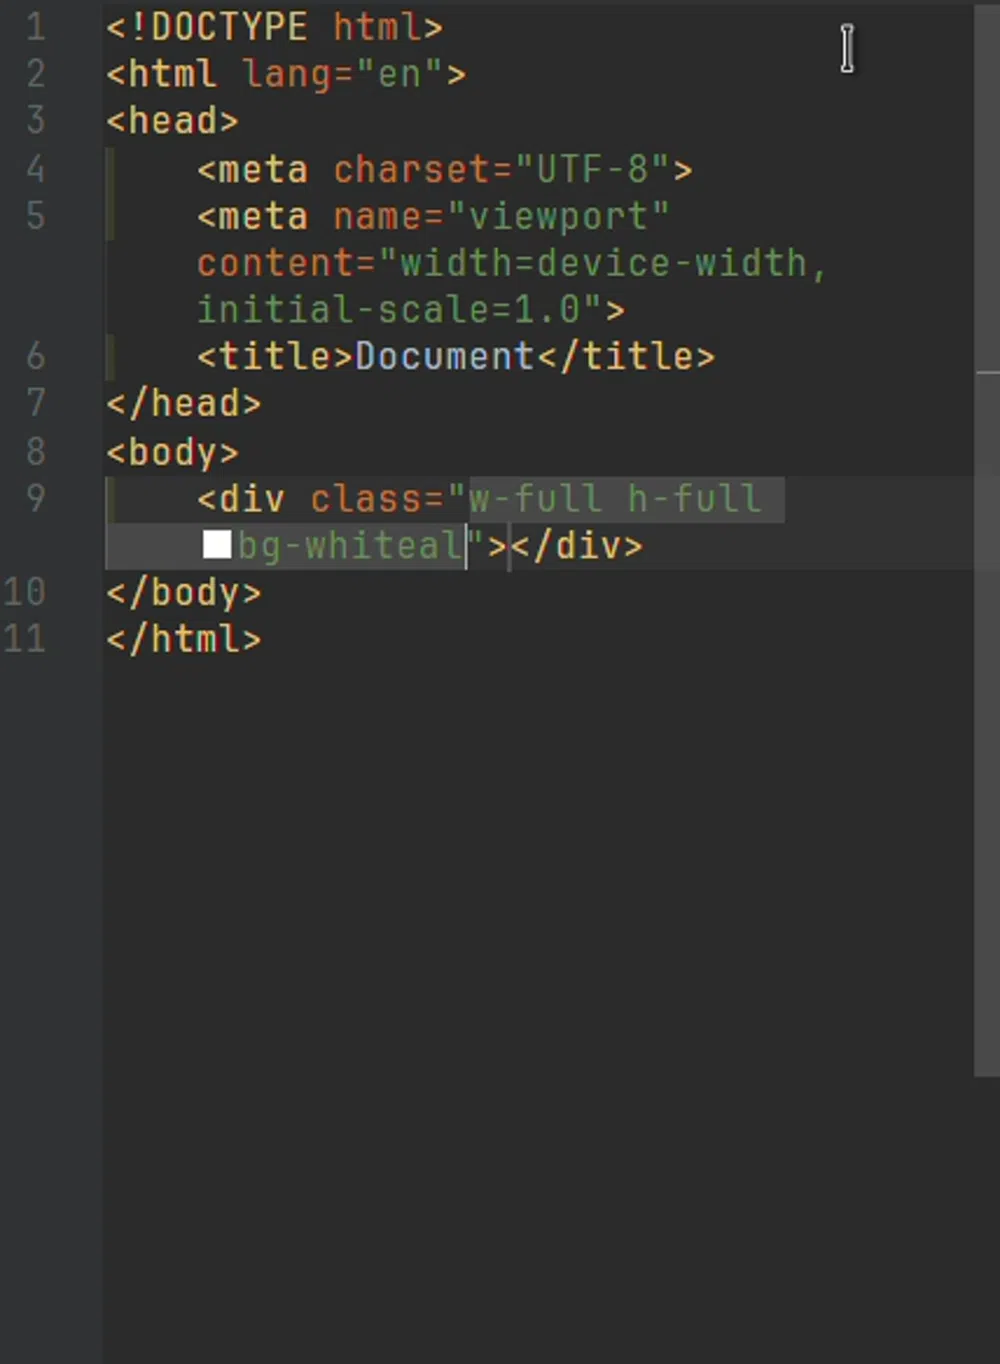 1 <!DOCTYPE html>
2 <html lang="en">
3 <head>
4 <meta charset="UTF-8">
5 <meta name="viewport"
content="width=device-width,
initial-scale=1.0">
6 <title>Document</title>
7 </head>
8 <body>
9 <div class="w-full h-full
bg-whiteal"></div>
10 </body>
11 </html>